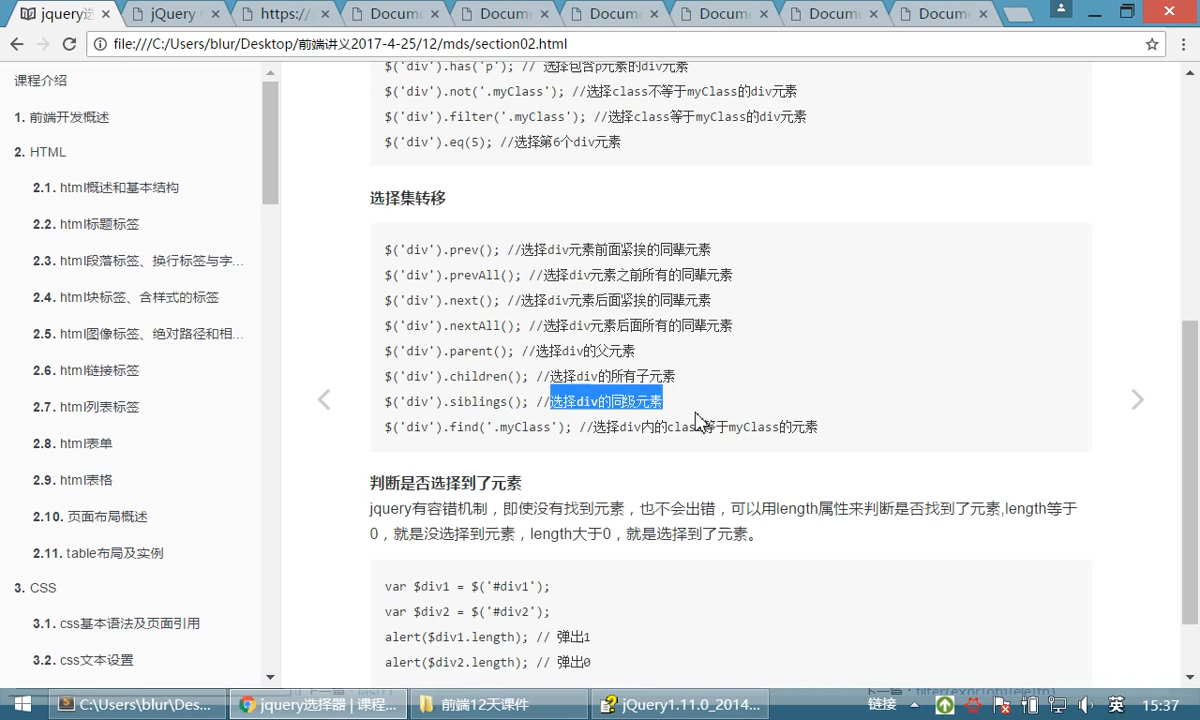 jquery选
jQuery
https://
Docume
Docume
Docume
Docume
Docume
Docume
file:///C:/Users/blur/Desktop/前端讲义2017-4-25/12/mds/section02.html
课程介绍
1. 前端开发概述
2. HTML
2.1. html概述和基本结构
2.2. html标题标签
2.3. html段落标签、换行标签与字...
2.4. html块标签、含样式的标签
2.5. html图像标签、绝对路径和相...
2.6. html链接标签
2.7. html列表标签
2.8. html表单
2.9. html表格
2.10. 页面布局概述
2.11. table布局及实例
3. CSS
3.1. css基本语法及页面引用
3.2. css文本设置
$('div').has('p'); // 选择包含p元素的div元素
$('div').not('.myClass'); //选择class不等于myClass的div元素
$('div').filter('.myClass'); //选择class等于myClass的div元素
$('div').eq(5); //选择第6个div元素
选择集转移
$('div').prev(); //选择div元素前面紧挨的同辈元素
$('div').prevAll(); //选择div元素之前所有的同辈元素
$('div').next(); //选择div元素后面紧挨的同辈元素
$('div').nextAll(); //选择div元素后面所有的同辈元素
$('div').parent(); //选择div的父元素
$('div').children(); //选择div的所有子元素
$('div').siblings(); //选择div的同级元素
$('div').find('.myClass'); //选择div内的class等于myClass的元素
判断是否选择到了元素
jquery有容错机制，即使没有找到元素，也不会出错，可以用length属性来判断是否找到了元素,length等于
0，就是没选择到元素，length大于0，就是选择到了元素。
var $div1 = $('#div1');
var $div2 = $('#div2');
alert($div1.length); // 弹出1
alert($div2.length); // 弹出0
C:\Users\blur\Des...
jquery选择器 | 课程...
前端12天课件
jQuery1.11.0_2014...
链接
英
15:37